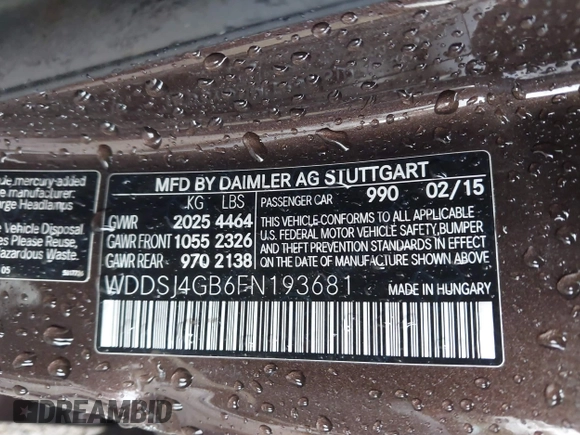 de, mercury-added
e manufacturer.
rge Headlamps
e Vehicle Disposal
s Please Reuse,
azardous Waste.
05
MFD BY DAIMLER AG STUTTGART
KG LBS
GVWR 2025 4464
GAWR FRONT 1055 2326
GAWR REAR 970 2138
PASSENGER CAR 990 02/15
THIS VEHICLE CONFORMS TO ALL APPLICABLE
U.S. FEDERAL MOTOR VEHICLE SAFETY, BUMPER
AND THEFT PREVENTION STANDARDS IN EFFECT
ON THE DATE OF MANUFACTURE SHOWN ABOVE.
WDDSJ4GB6FN193681 MADE IN HUNGARY
DREAMBID